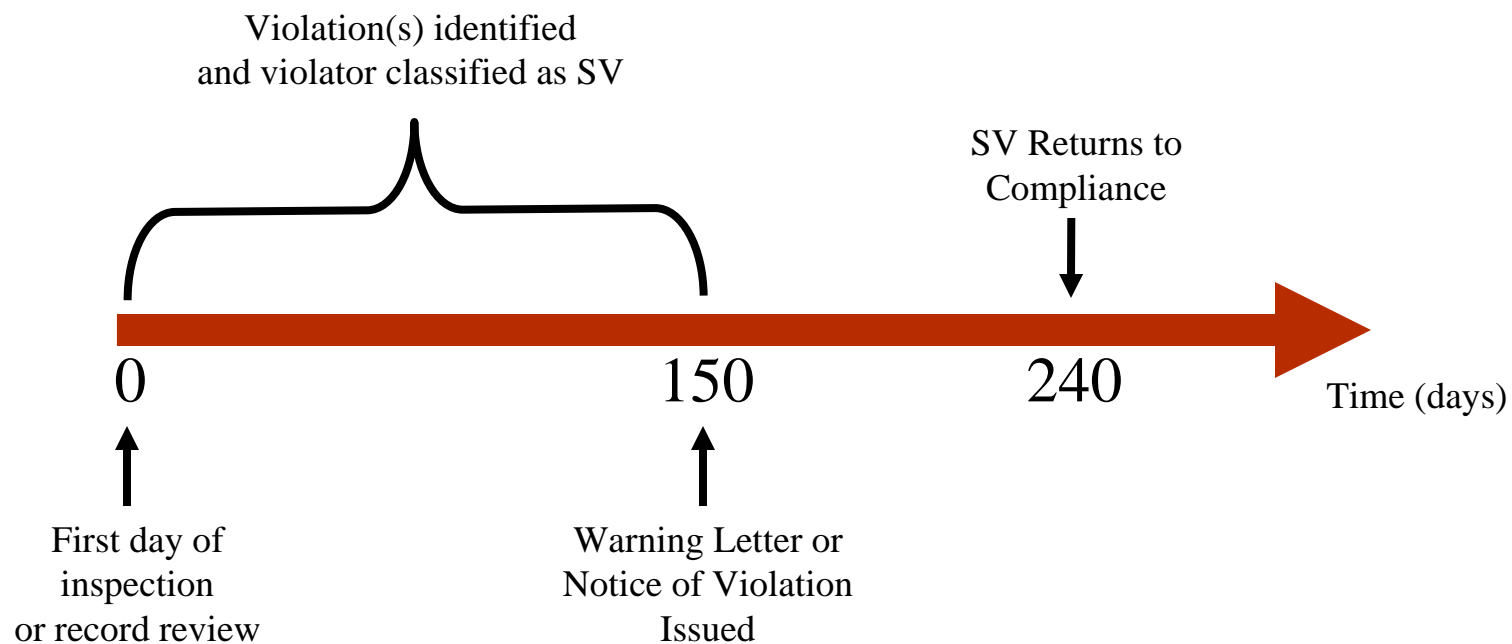 Violation(s) identified
and violator classified as SV
SV Returns to
Compliance
0
150
240
Time (days)
First day of
inspection
or record review
Warning Letter or
Notice of Violation
Issued